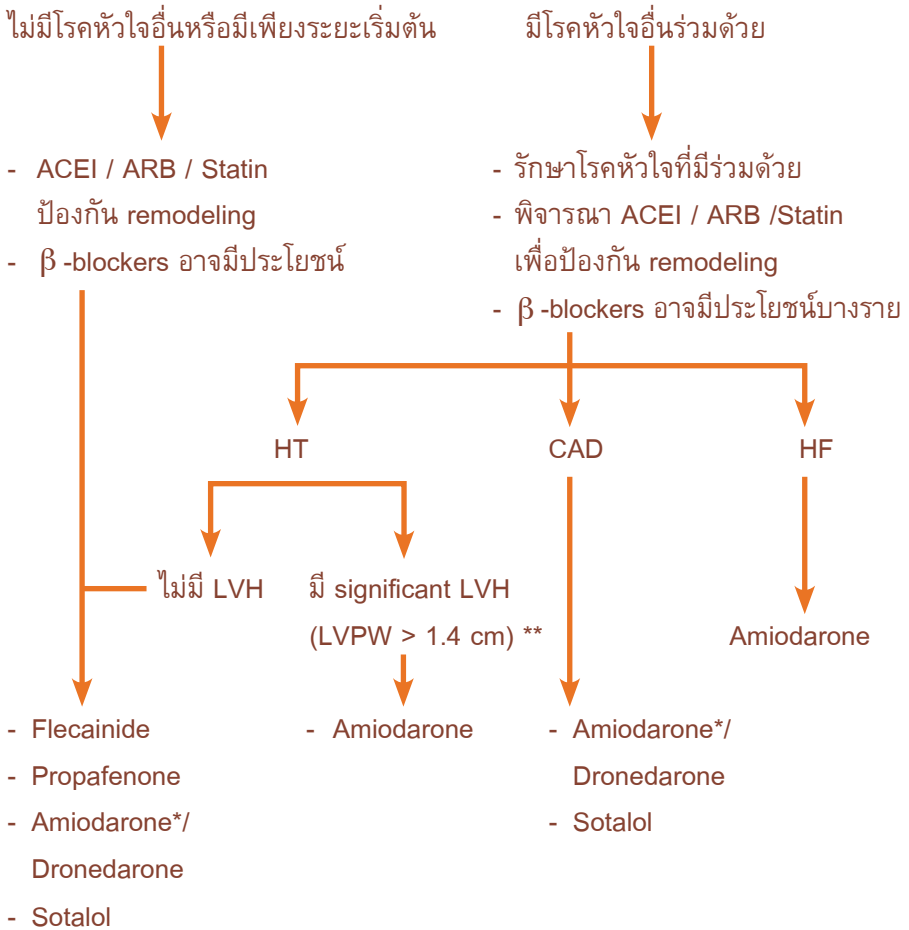 ไม่มีโรคหัวใจอื่นหรือมีเพียงระยะเริ่มต้น
มีโรคหัวใจอื่นร่วมด้วย
- ACEI / ARB / Statin
ป้องกัน remodeling
- β -blockers อาจมีประโยชน์
- รักษาโรคหัวใจที่มีร่วมด้วย
- พิจารณา ACEI / ARB /Statin
เพื่อป้องกัน remodeling
- β -blockers อาจมีประโยชน์บางราย
HT
CAD
HF
ไม่มี LVH
มี significant LVH
(LVPW > 1.4 cm) **
Amiodarone
- Flecainide
- Propafenone
- Amiodarone*/
Dronedarone
- Sotalol
- Amiodarone
- Amiodarone*/
Dronedarone
- Sotalol